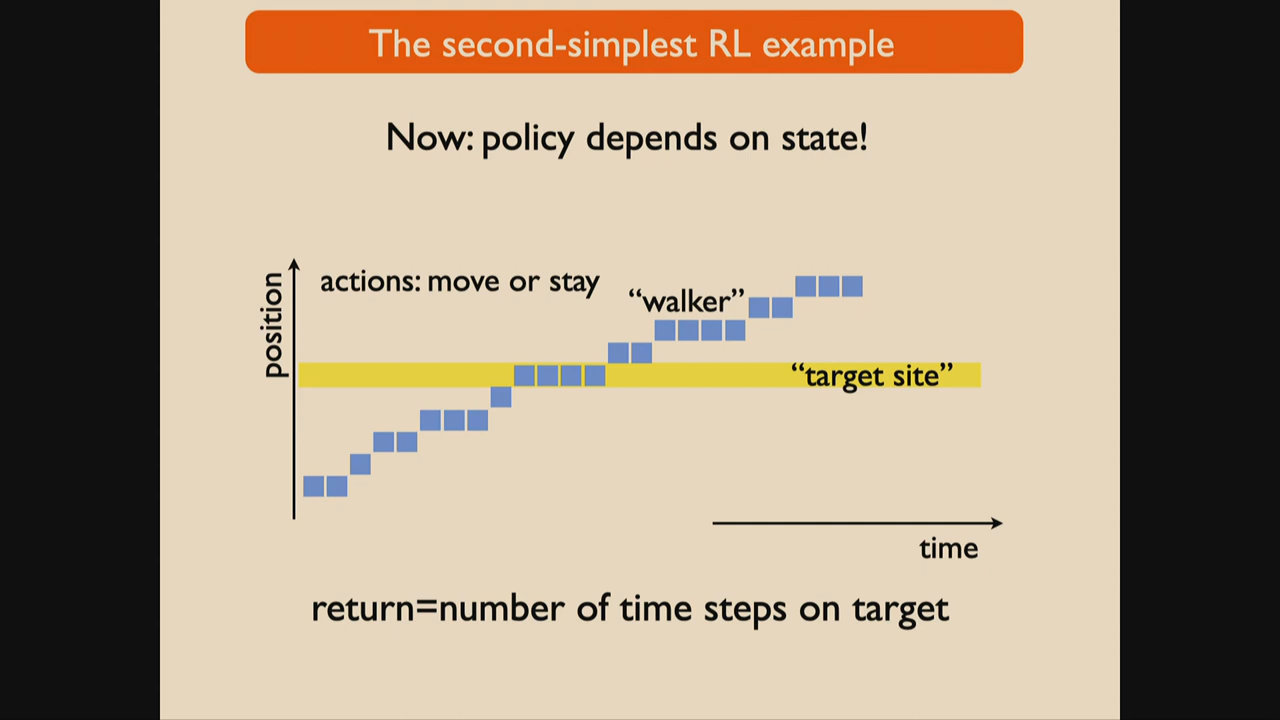 The second-simplest RL example
Now: policy depends on state!
position
actions: move or stay
“walker”
“target site”
time
return=number of time steps on target